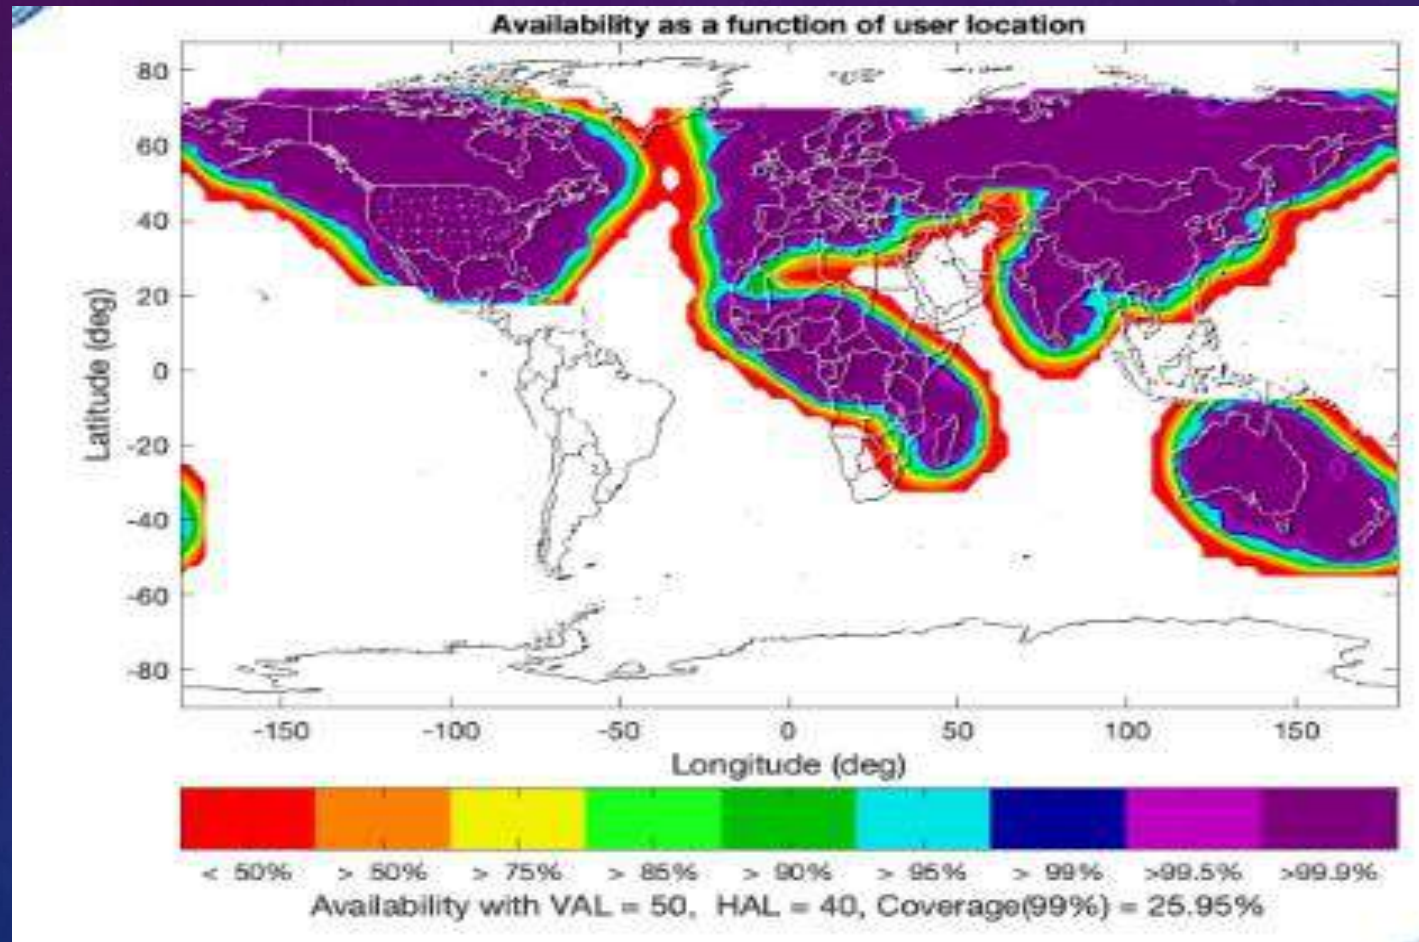 Availability as a function of user location
80
60
40
20
0
-20
-40
-60
-80
Latitude (deg)
-150 -100 -50 0 50 100 150
Longitude (deg)
< 50% > 50% > 75% > 85% > 90% > 95% > 99% >99.5% >99.9%
Availability with VAL = 50, HAL = 40, Coverage(99%) = 25.95%